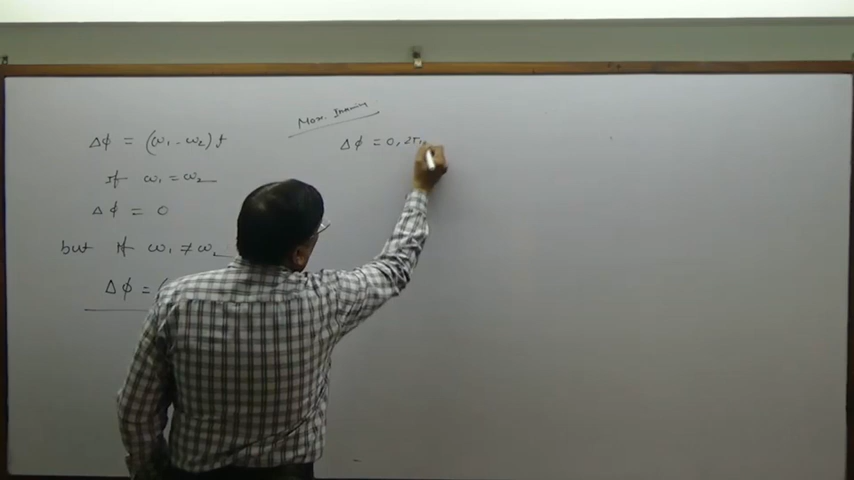 Δφ = (ω₁ - ω₂) t
if ω₁ = ω₂
Δφ = 0
but if ω₁ ≠ ω₂
Δφ = (
Max. Intensity
Δφ = 0, 2π,